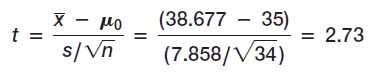 t = (x̄ − μ₀) / (s/√n) = (38.677 − 35) / (7.858/√34) = 2.73